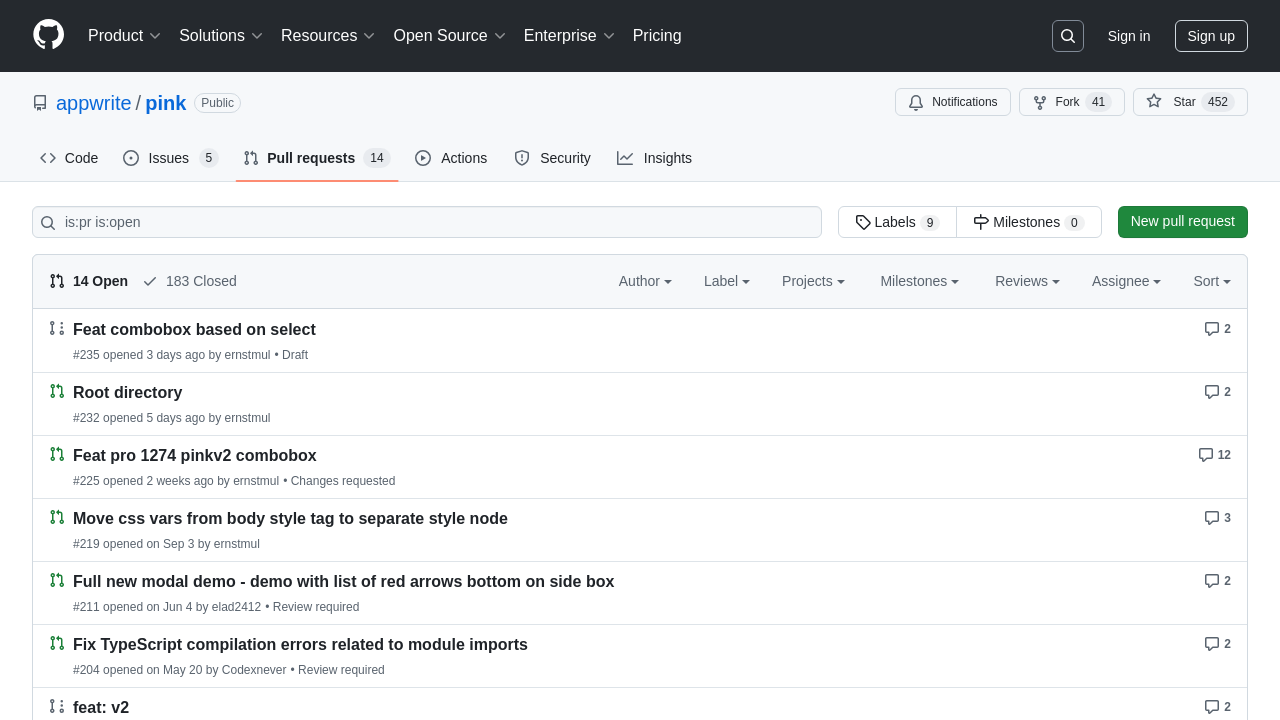 Product Solutions Resources Open Source Enterprise Pricing Sign in Sign up
appwrite / pink Public Notifications Fork 41 Star 452
Code Issues 5 Pull requests 14 Actions Security Insights
is:pr is:open Labels 9 Milestones 0 New pull request
14 Open 183 Closed Author Label Projects Milestones Reviews Assignee Sort
Feat combobox based on select 2
#235 opened 3 days ago by ernstmul • Draft
Root directory 2
#232 opened 5 days ago by ernstmul
Feat pro 1274 pinkv2 combobox 12
#225 opened 2 weeks ago by ernstmul • Changes requested
Move css vars from body style tag to separate style node 3
#219 opened on Sep 3 by ernstmul
Full new modal demo - demo with list of red arrows bottom on side box 2
#211 opened on Jun 4 by elad2412 • Review required
Fix TypeScript compilation errors related to module imports 2
#204 opened on May 20 by Codexnever • Review required
feat: v2 2